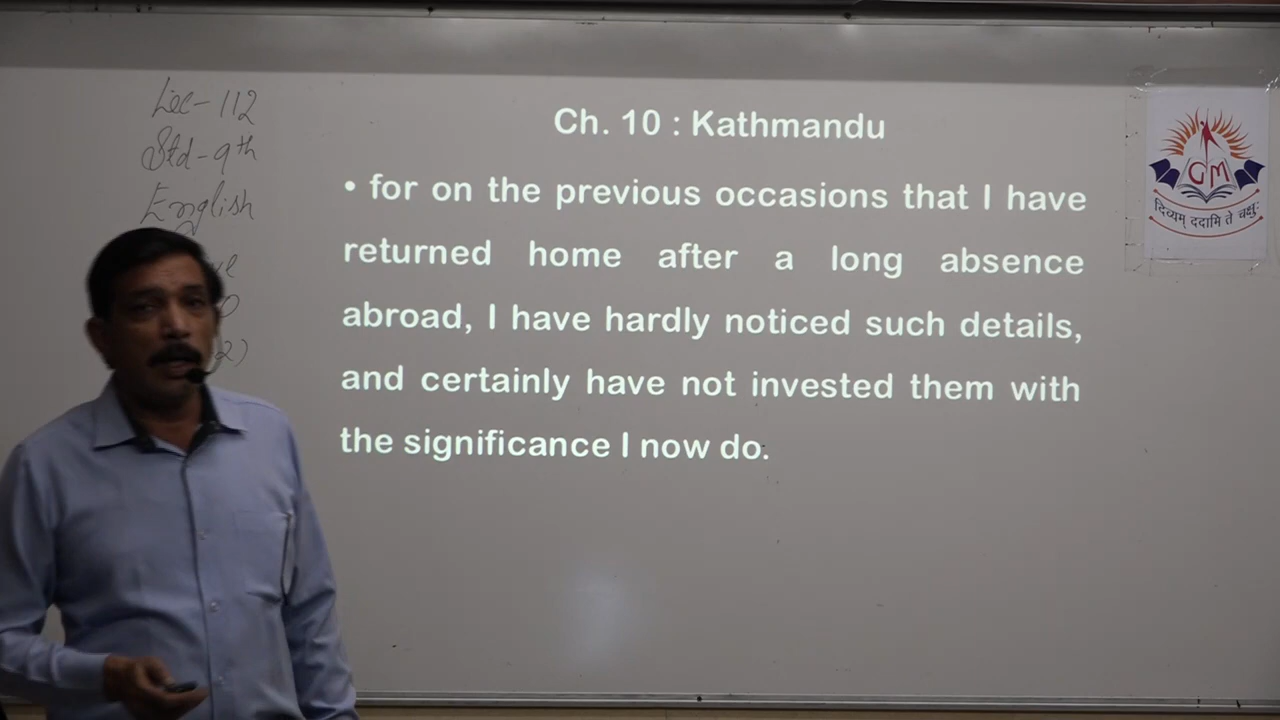 Lec-112
Std-9th
English
Ch. 10 : Kathmandu
• for on the previous occasions that I have
returned home after a long absence
abroad, I have hardly noticed such details,
and certainly have not invested them with
the significance I now do.
GM
दिव्यम् ददामि ते चक्षुः